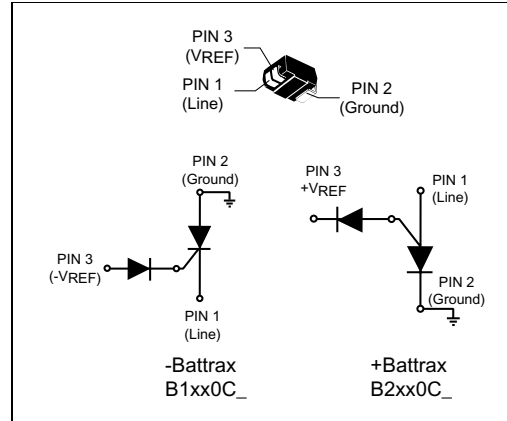 PIN 3
(VREF)
PIN 1
(Line)
PIN 2
(Ground)
PIN 2
(Ground)
PIN 3
(-VREF)
PIN 1
(Line)
-Battrax
B1xx0C_
PIN 3
+VREF
PIN 1
(Line)
PIN 2
(Ground)
+Battrax
B2xx0C_